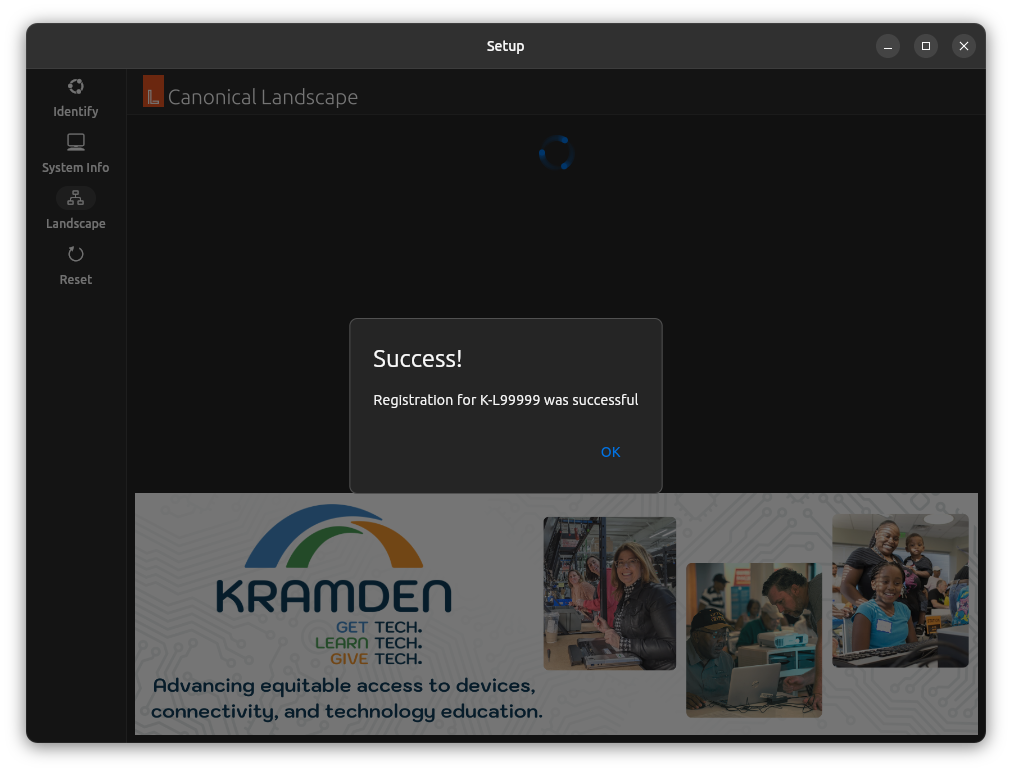 Setup
Identify
System Info
Landscape
Reset
L Canonical Landscape
Success!
Registration for K-L99999 was successful
OK
KRAMDEN
GET TECH.
LEARN TECH.
GIVE TECH.
Advancing equitable access to devices,
connectivity, and technology education.